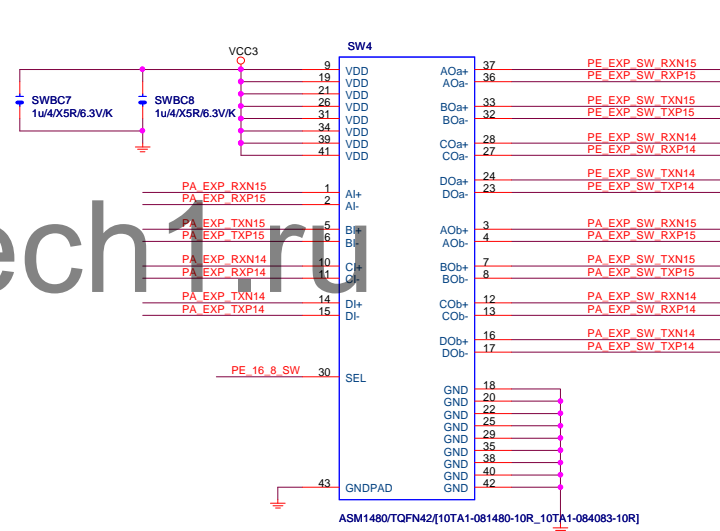 SW4
VCC3
SWBC7
1u/4/X5R/6.3V/K
SWBC8
1u/4/X5R/6.3V/K
9 VDD
19 VDD
21 VDD
26 VDD
31 VDD
34 VDD
39 VDD
41 VDD
PA_EXP_RXN15 1 AI+
PA_EXP_RXP15 2 AI-
PA_EXP_TXN15 5 BI+
PA_EXP_TXP15 6 BI-
PA_EXP_RXN14 10 CI+
PA_EXP_RXP14 11 CI-
PA_EXP_TXN14 14 DI+
PA_EXP_TXP14 15 DI-
PE_16_8_SW 30 SEL
43 GNDPAD
AOa+ 37 PE_EXP_SW_RXN15
AOa- 36 PE_EXP_SW_RXP15
BOa+ 33 PE_EXP_SW_TXN15
BOa- 32 PE_EXP_SW_TXP15
COa+ 28 PE_EXP_SW_RXN14
COa- 27 PE_EXP_SW_RXP14
DOa+ 24 PE_EXP_SW_TXN14
DOa- 23 PE_EXP_SW_TXP14
AOb+ 3 PA_EXP_SW_RXN15
AOb- 4 PA_EXP_SW_RXP15
BOb+ 7 PA_EXP_SW_TXN15
BOb- 8 PA_EXP_SW_TXP15
COb+ 12 PA_EXP_SW_RXN14
COb- 13 PA_EXP_SW_RXP14
DOb+ 16 PA_EXP_SW_TXN14
DOb- 17 PA_EXP_SW_TXP14
GND 18
GND 20
GND 22
GND 25
GND 29
GND 35
GND 38
GND 40
GND 42
ASM1480/TQFN42/[10TA1-081480-10R_10TA1-084083-10R]
ech1.ru